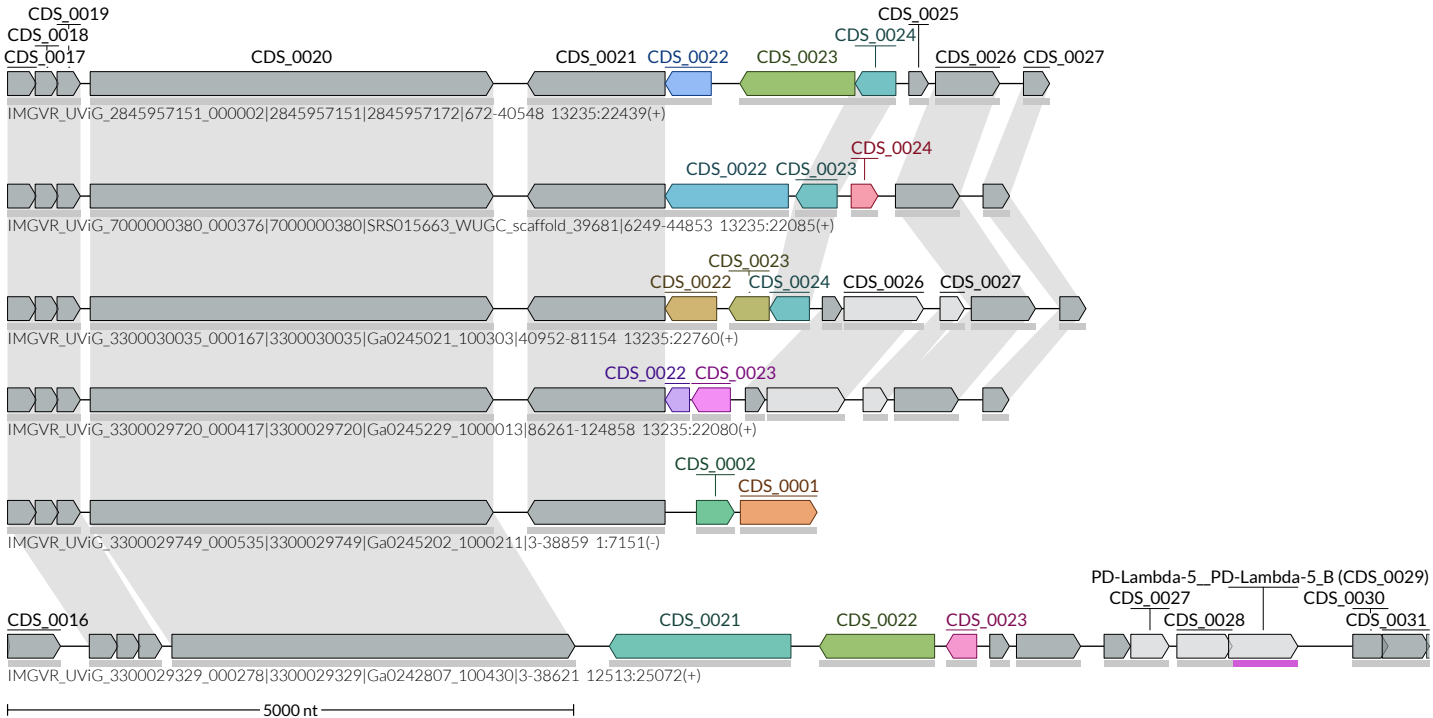 CDS_0019
CDS_0018
CDS_0025
CDS_0024
CDS_0017 CDS_0020 CDS_0021 CDS_0022 CDS_0023 CDS_0026 CDS_0027
IMGVR_UViG_2845957151_000002|2845957151|2845957172|672-40548 13235:22439(+)
CDS_0024
CDS_0022 CDS_0023
IMGVR_UViG_7000000380_000376|7000000380|SRS015663_WUGC_scaffold_39681|6249-44853 13235:22085(+)
CDS_0023
CDS_0022 CDS_0024 CDS_0026 CDS_0027
IMGVR_UViG_3300030035_000167|3300030035|Ga0245021_100303|40952-81154 13235:22760(+)
CDS_0022 CDS_0023
IMGVR_UViG_3300029720_000417|3300029720|Ga0245229_1000013|86261-124858 13235:22080(+)
CDS_0002
CDS_0001
IMGVR_UViG_3300029749_000535|3300029749|Ga0245202_1000211|3-38859 1:7151(-)
PD-Lambda-5__PD-Lambda-5_B (CDS_0029)
CDS_0027 CDS_0030
CDS_0016 CDS_0021 CDS_0022 CDS_0023 CDS_0028 CDS_0031
IMGVR_UViG_3300029329_000278|3300029329|Ga0242807_100430|3-38621 12513:25072(+)
5000 nt